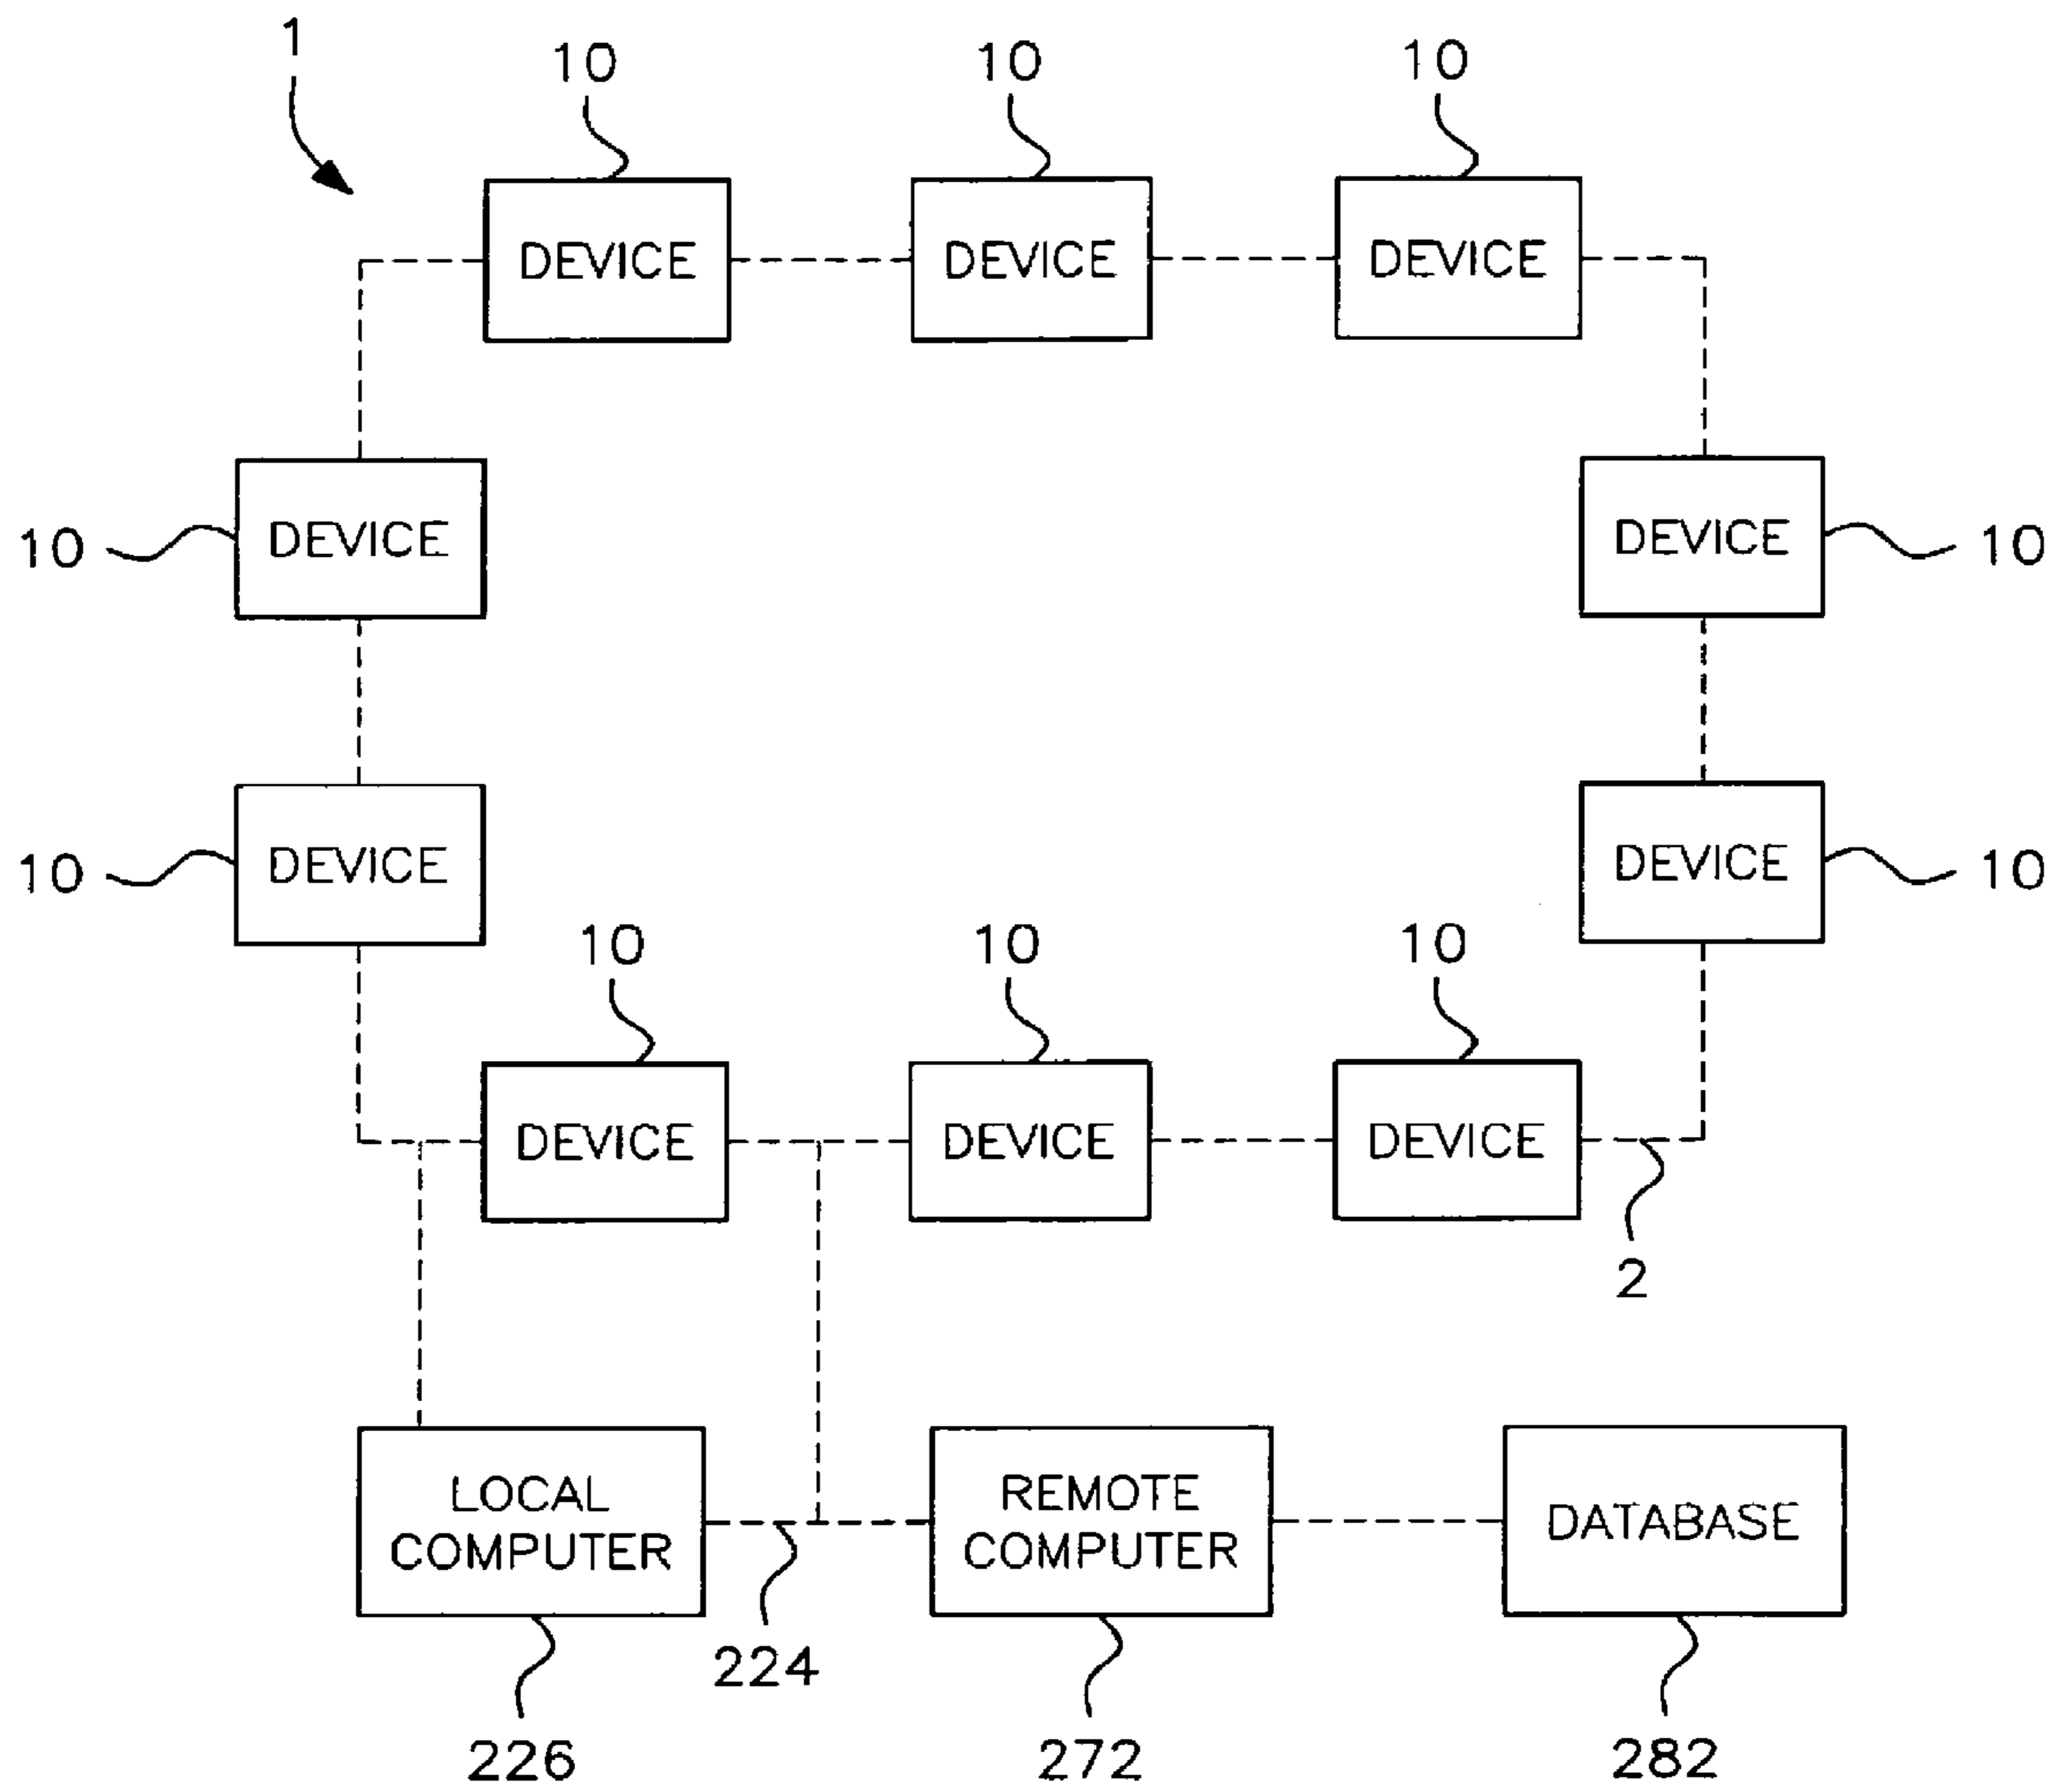 1
10 10 10
DEVICE DEVICE DEVICE
10 DEVICE DEVICE 10
10 DEVICE DEVICE 10
10 10 10
DEVICE DEVICE DEVICE
2
LOCAL COMPUTER
REMOTE COMPUTER
DATABASE
224
226 272 282